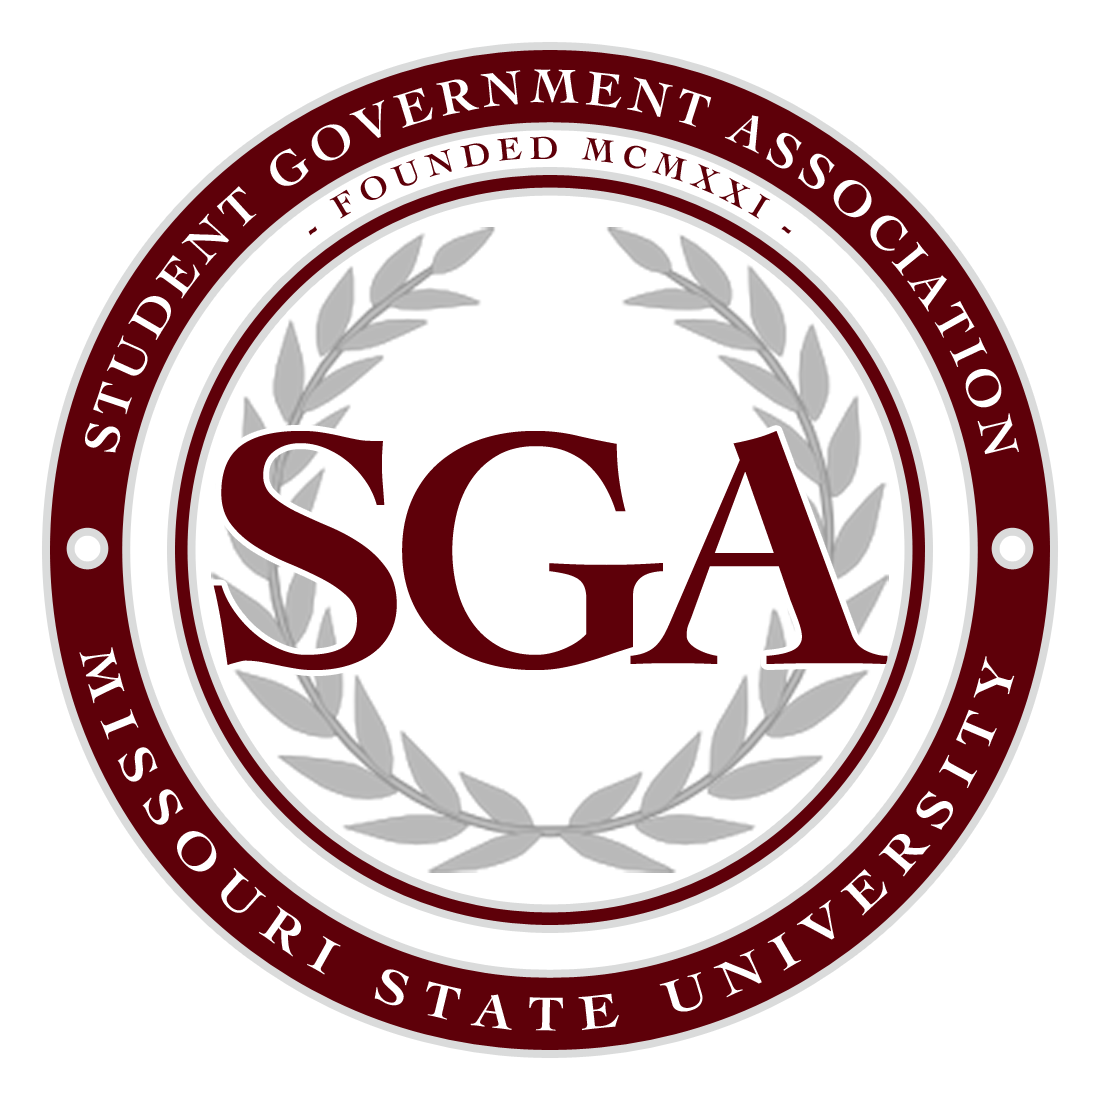 STUDENT GOVERNMENT ASSOCIATION
- FOUNDED MCMXXI -
SGA
MISSOURI STATE UNIVERSITY